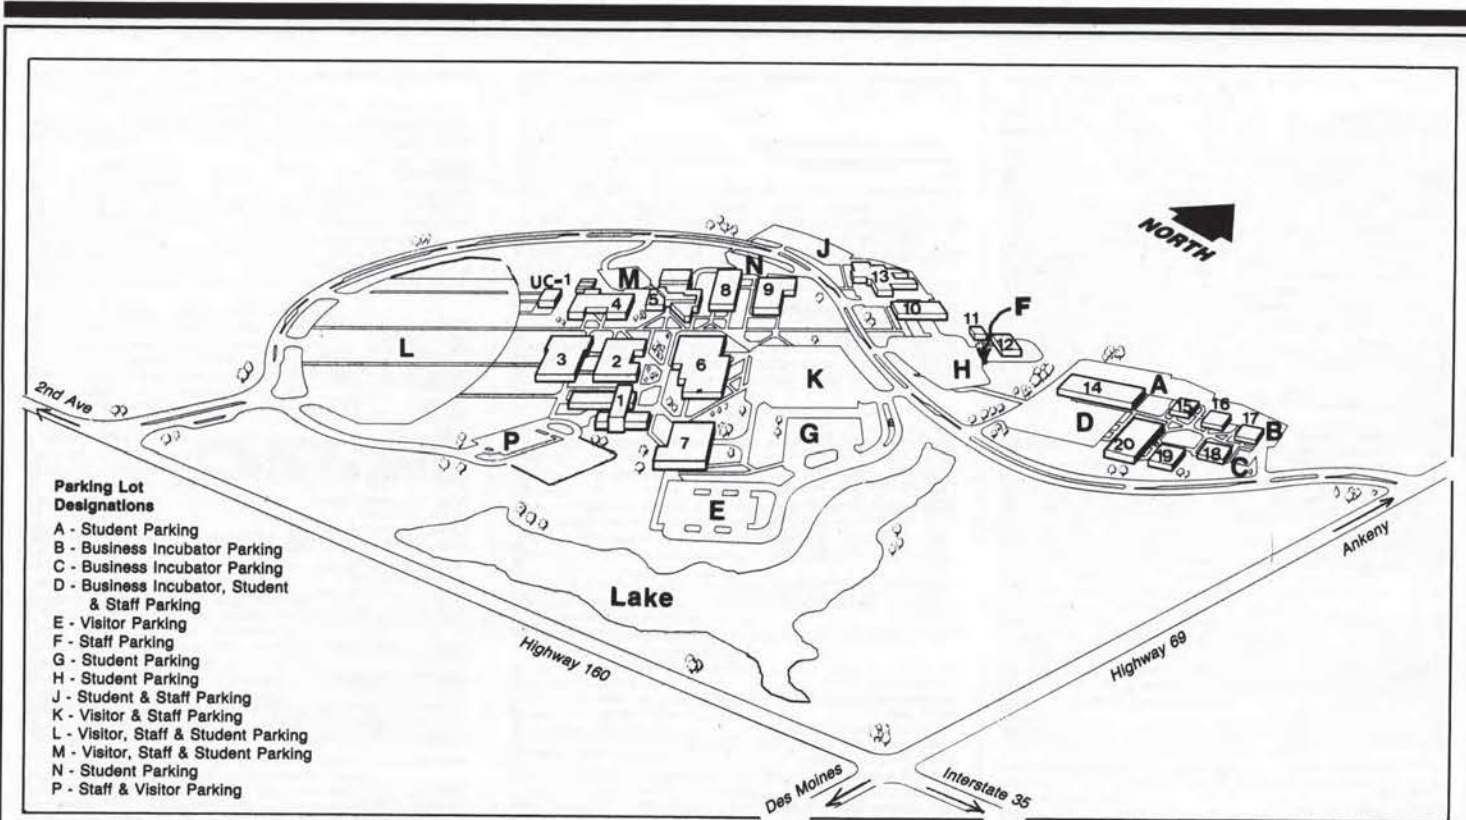 NORTH
J
N
M
UC-1
13
8
9
5
4
10
F
11
12
L
3
2
6
K
H
14
A
15
16
17
B
1
D
20
19
18
C
P
7
G
E
2nd Ave
Lake
Highway 160
Highway 69
Ankeny
Des Moines
Interstate 35
Parking Lot
Designations
A - Student Parking
B - Business Incubator Parking
C - Business Incubator Parking
D - Business Incubator, Student
& Staff Parking
E - Visitor Parking
F - Staff Parking
G - Student Parking
H - Student Parking
J - Student & Staff Parking
K - Visitor & Staff Parking
L - Visitor, Staff & Student Parking
M - Visitor, Staff & Student Parking
N - Student Parking
P - Staff & Visitor Parking